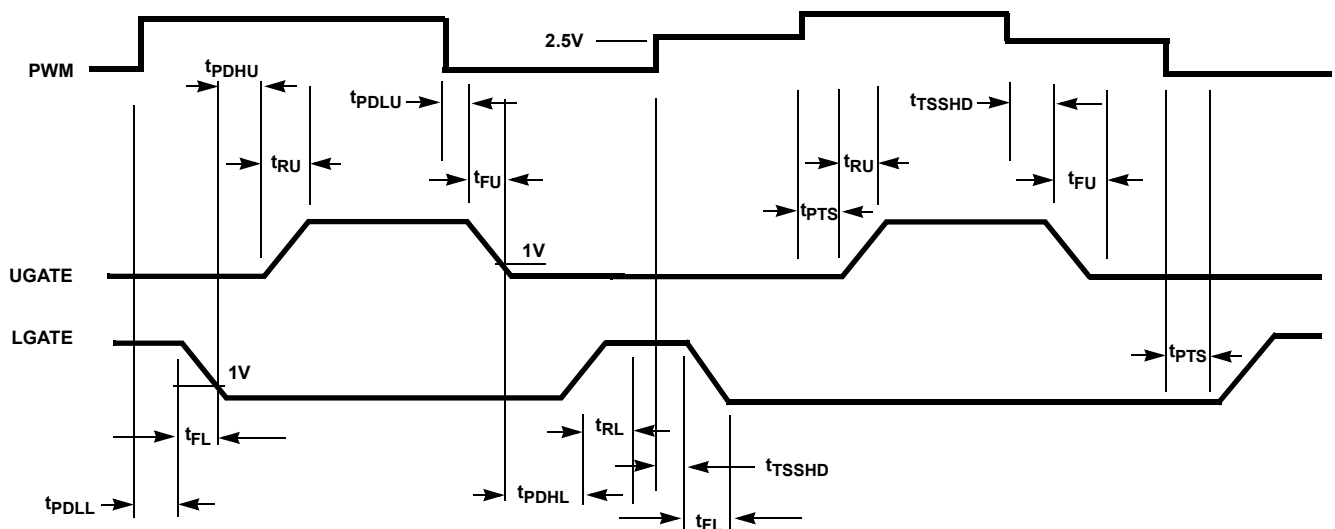 2.5V
PWM
tPDHU
tPDLU
tTSSHD
tRU
tFU
tRU
tFU
tPTS
1V
UGATE
LGATE
1V
tPTS
tFL
tRL
tTSSHD
tPDLL
tPDHL
tFL